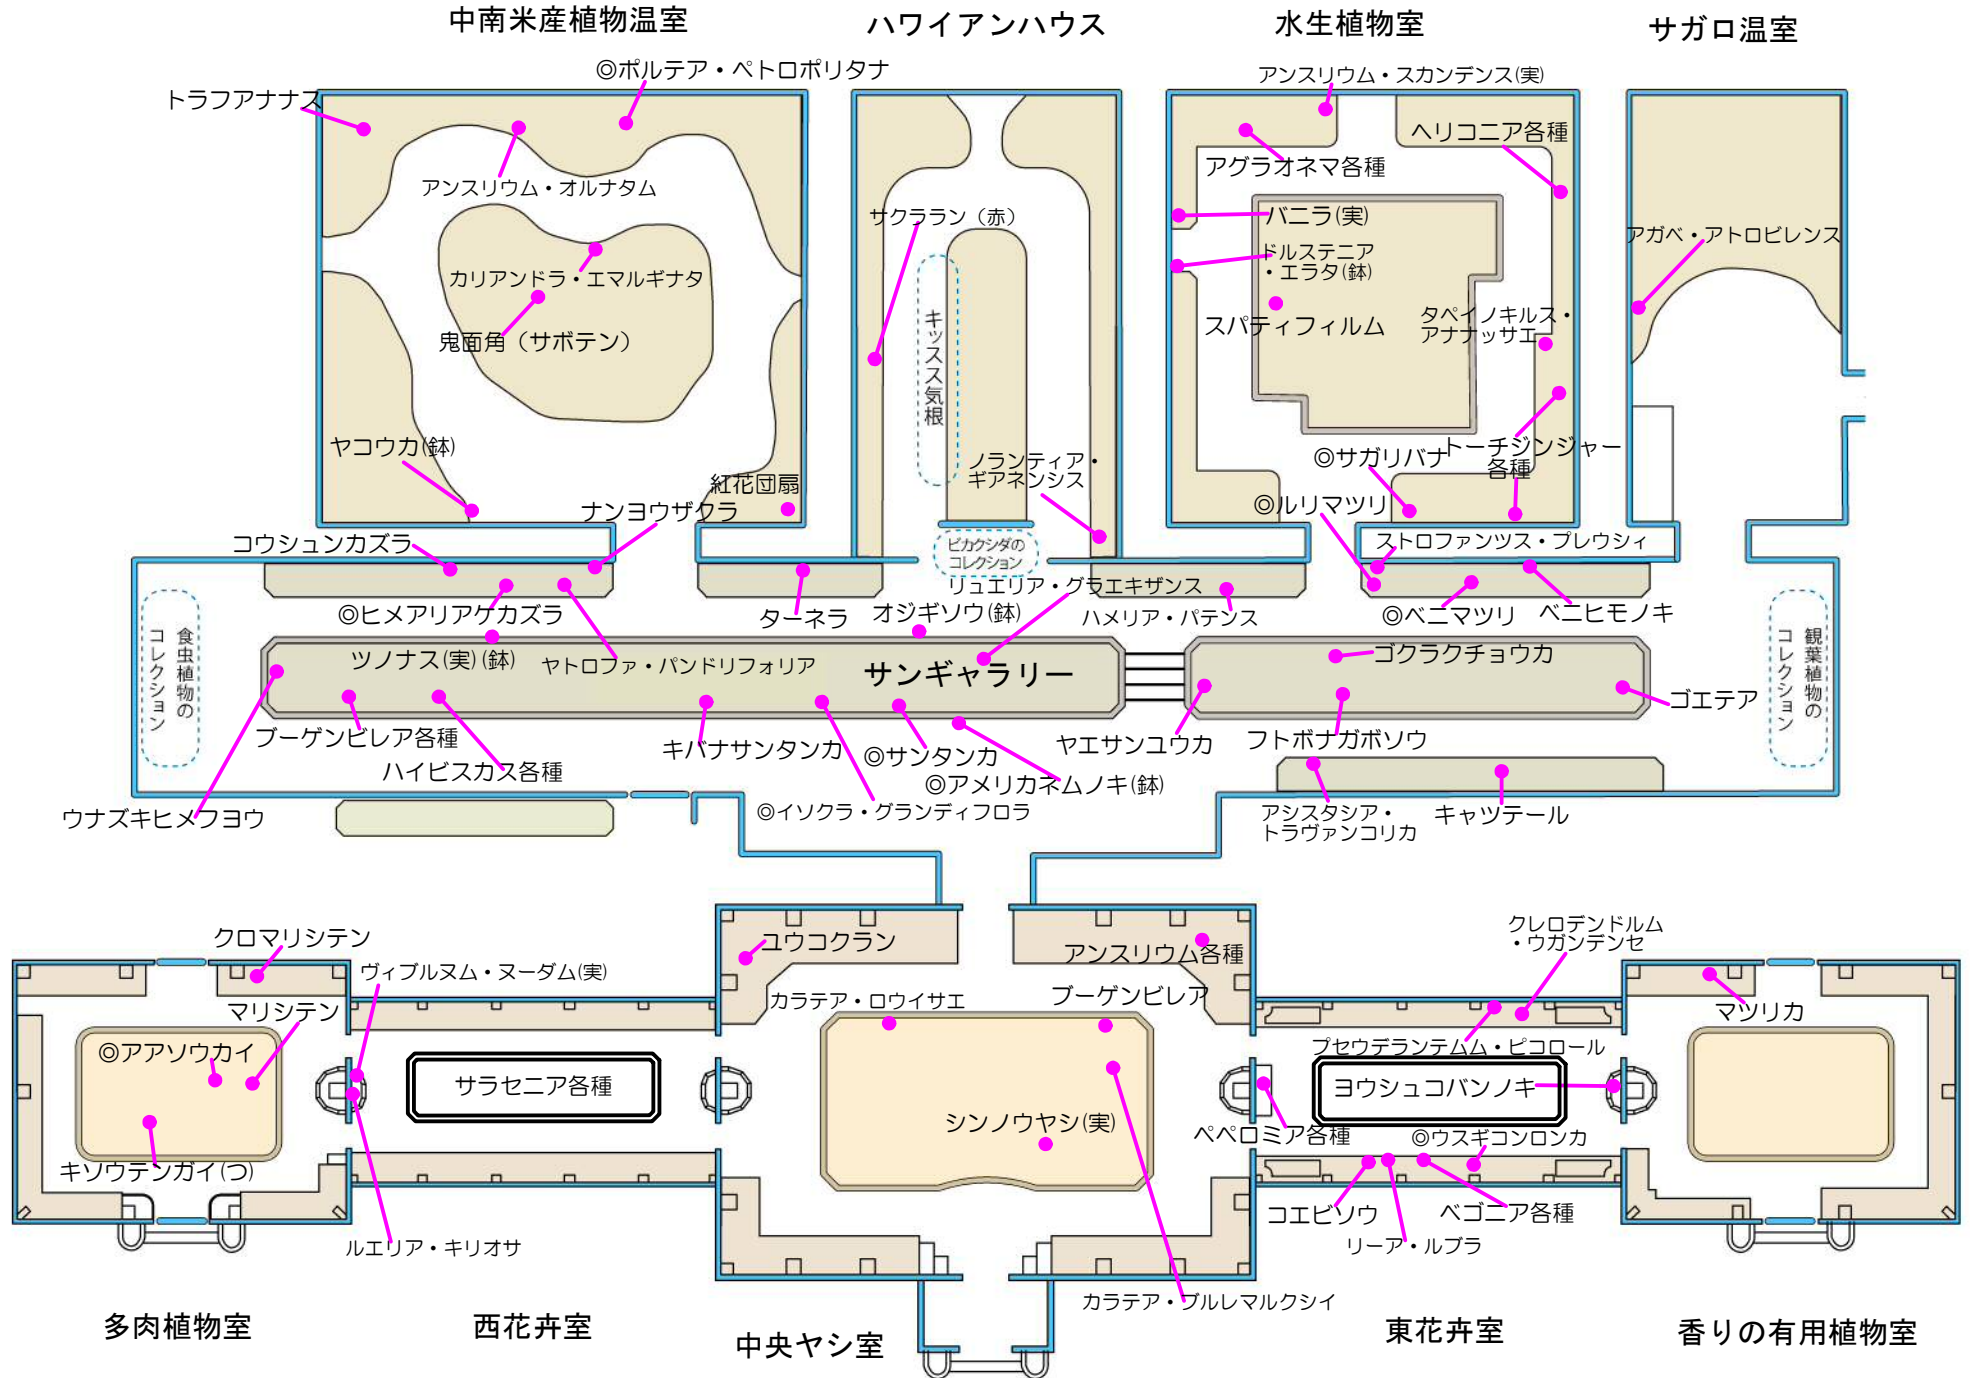 中南米産植物温室
ハワイアンハウス
水生植物室
サガロ温室
◎ポルテア・ペトロポリタナ
トラフアナナス
アンスリウム・オルナタム
カリアンドラ・エマルギナタ
鬼面角（サボテン）
ヤコウカ(鉢)
紅花団扇
サクララン（赤）
キッスス気根
ノランティア・
ギアネンシス
ビカクシダの
コレクション
アンスリウム・スカンデンス(実)
ヘリコニア各種
アグラオネマ各種
バニラ(実)
ドルステニア
・エラタ(鉢)
スパティフィルム
タペイノキルス・
アナナッサエ
トーチジンジャー
各種
◎サガリバナ
アガベ・アトロビレンス
◎ルリマツリ
ナンヨウザクラ
コウシュンカズラ
ストロファンツス・プレウシィ
リュエリア・グラエキザンス
◎ヒメアリアケカズラ
ターネラ
オジギソウ(鉢)
ハメリア・パテンス
◎ベニマツリ
ベニヒモノキ
食虫植物の
コレクション
ツノナス(実)(鉢)
ヤトロファ・パンドリフォリア
サンギャラリー
ゴクラクチョウカ
ゴエテア
観葉植物の
コレクション
ブーゲンビレア各種
ハイビスカス各種
キバナサンタンカ
◎サンタンカ
ヤエサンユウカ
フトボナガボソウ
◎アメリカネムノキ(鉢)
◎イソクラ・グランディフロラ
ウナズキヒメフヨウ
アシスタシア・
トラヴァンコリカ
キャツテール
クロマリシテン
ヴィブルヌム・ヌーダム(実)
マリシテン
◎アアソウカイ
キソウテンガイ(つ)
サラセニア各種
ルエリア・キリオサ
ユウコクラン
アンスリウム各種
カラテア・ロウイサエ
ブーゲンビレア
シンノウヤシ(実)
カラテア・ブルレマルクシイ
クレロデンドルム
・ウガンデンセ
プセウデランテムム・ピコロール
ヨウシュコバンノキ
ペペロミア各種
◎ウスギコンロンカ
コエビソウ
ベゴニア各種
リーア・ルブラ
マツリカ
多肉植物室
西花卉室
中央ヤシ室
東花卉室
香りの有用植物室